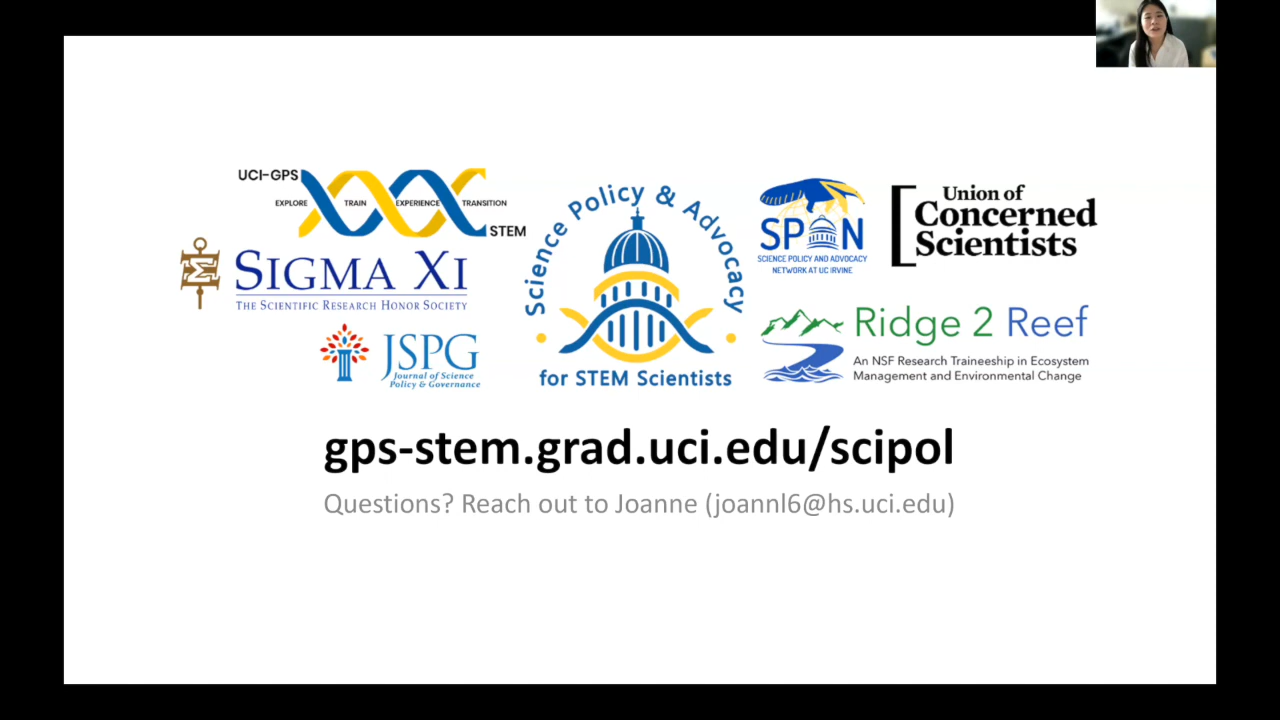 UCI-GPS
EXPLORE TRAIN EXPERIENCE TRANSITION
STEM
SIGMA XI
THE SCIENTIFIC RESEARCH HONOR SOCIETY
JSPG
Journal of Science
Policy & Governance
Science Policy & Advocacy
for STEM Scientists
SPAN
SCIENCE POLICY AND ADVOCACY
NETWORK AT UC IRVINE
Union of
Concerned
Scientists
Ridge 2 Reef
An NSF Research Traineeship in Ecosystem
Management and Environmental Change
gps-stem.grad.uci.edu/scipol
Questions? Reach out to Joanne (joannl6@hs.uci.edu)